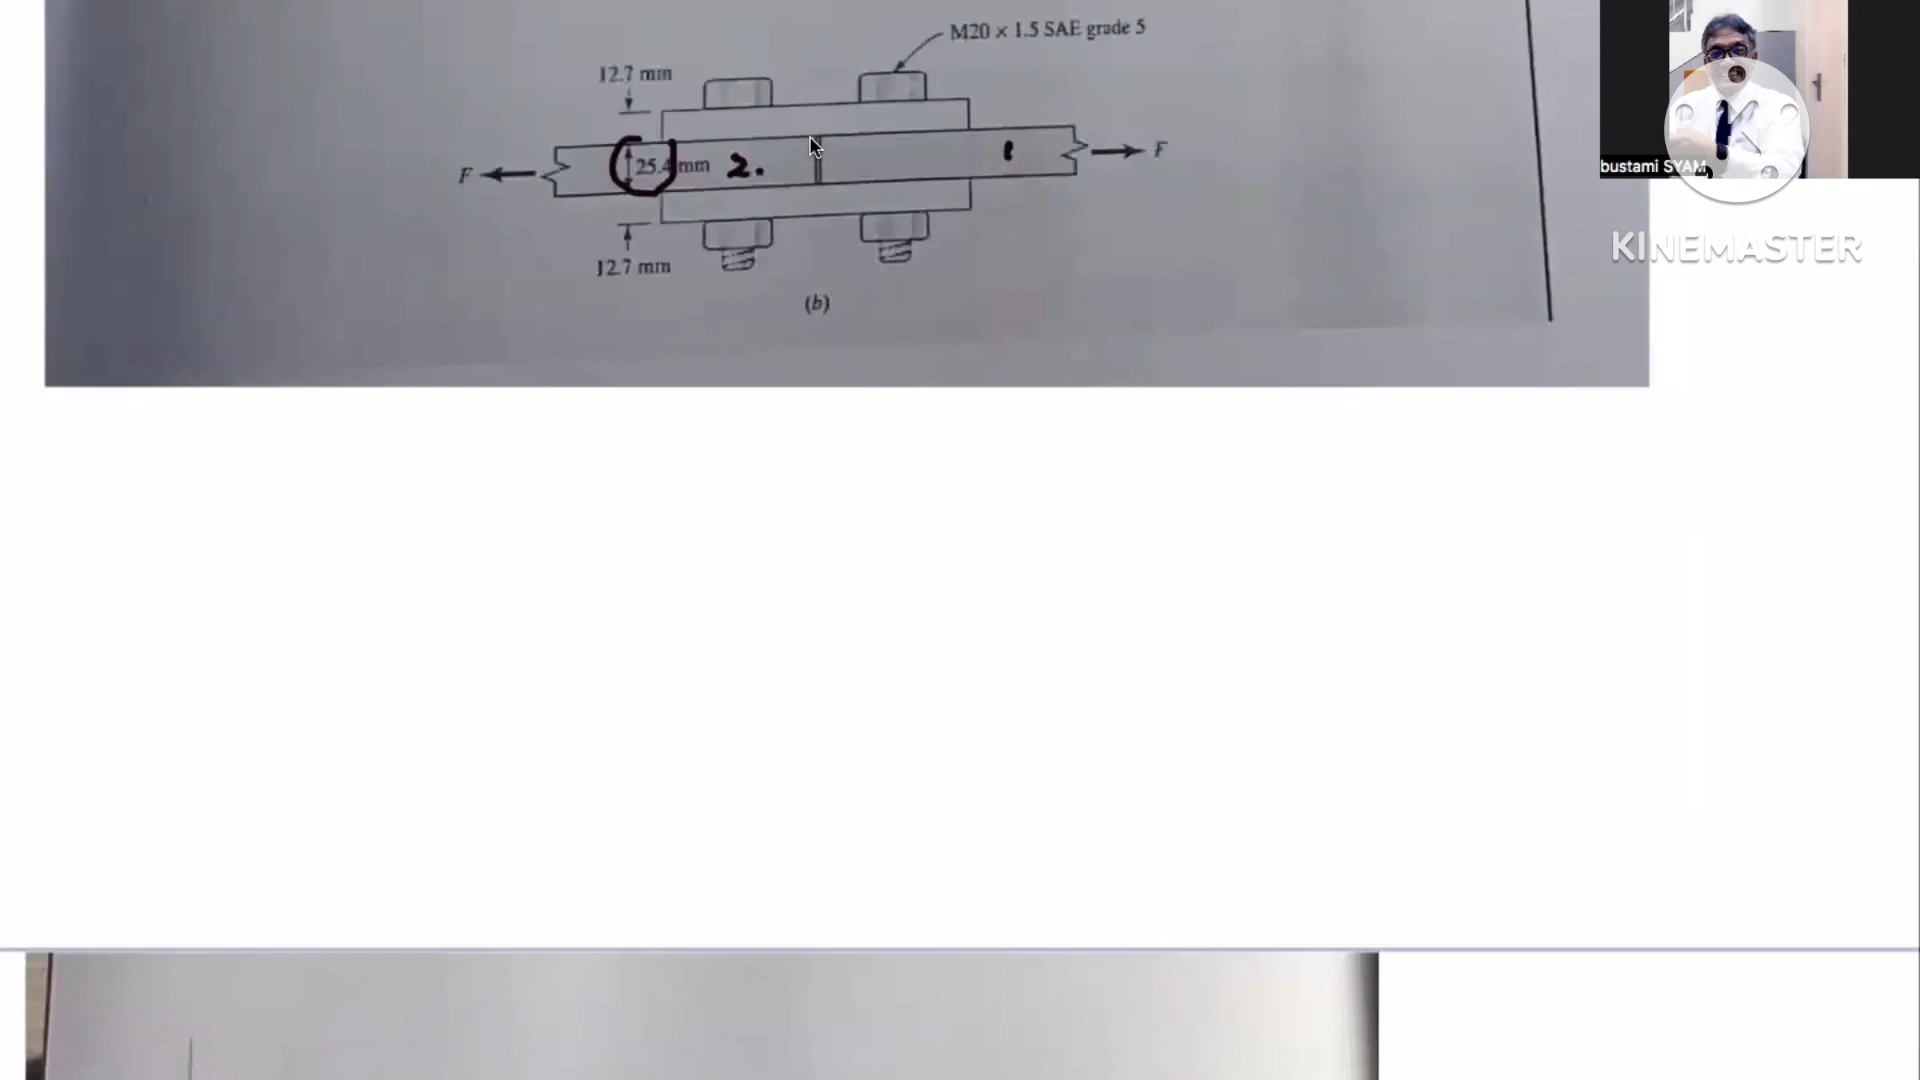 M20 × 1.5 SAE grade 5
12.7 mm
F
25.4 mm
2.
1
F
12.7 mm
(b)
bustami SYAM
KINEMASTER